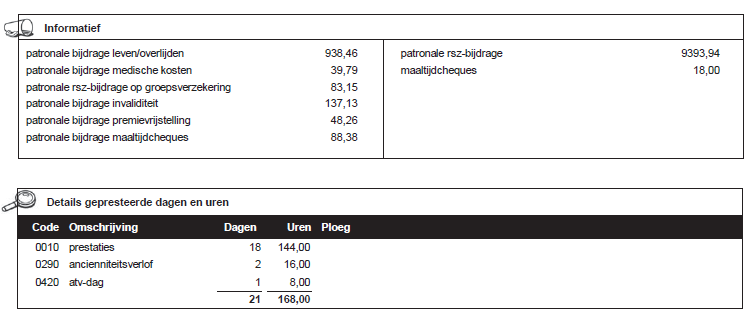 Informatief
patronale bijdrage leven/overlijden 938,46
patronale bijdrage medische kosten 39,79
patronale rsz-bijdrage op groepsverzekering 83,15
patronale bijdrage invaliditeit 137,13
patronale bijdrage premievrijstelling 48,26
patronale bijdrage maaltijdcheques 88,38
patronale rsz-bijdrage 9393,94
maaltijdcheques 18,00
Details gepresteerde dagen en uren
Code Omschrijving Dagen Uren Ploeg
0010 prestaties 18 144,00
0290 ancienniteitsverlof 2 16,00
0420 atv-dag 1 8,00
21 168,00